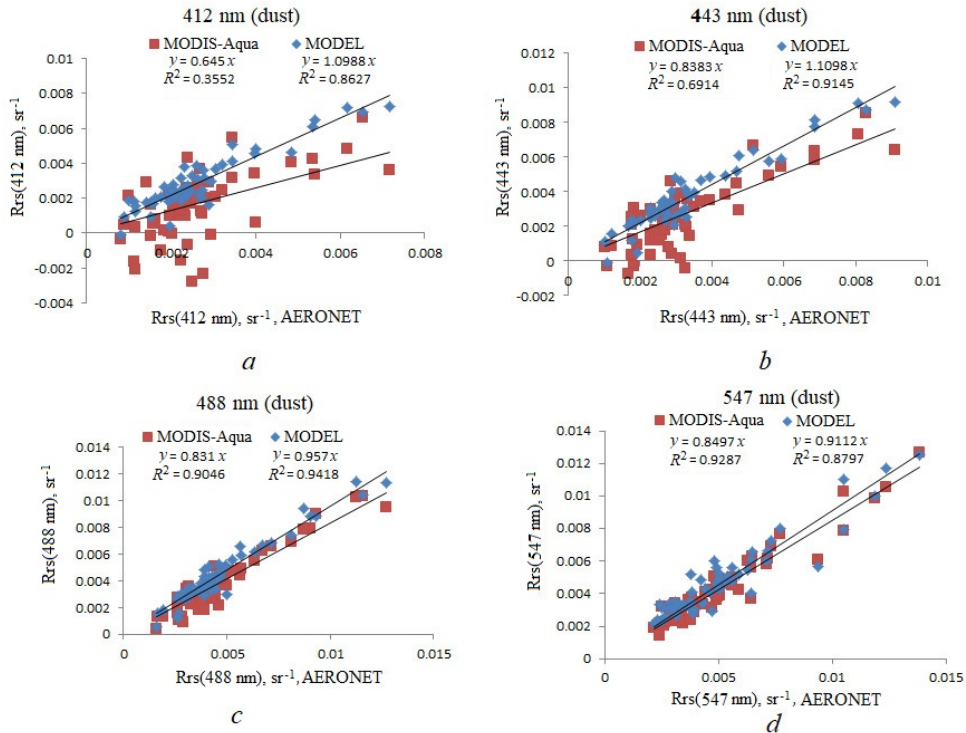 412 nm (dust)
MODIS-Aqua MODEL
y = 0.645 x y = 1.0988 x
R² = 0.3552 R² = 0.8627
0.01
0.008
0.006
0.004
0.002
0
-0.002
-0.004
Rrs(412 nm), sr⁻¹
0 0.0002 0.004 0.006 0.008
Rrs(412 nm), sr⁻¹, AERONET
a
443 nm (dust)
MODIS-Aqua MODEL
y = 0.8383 x y = 1.1098 x
R² = 0.6914 R² = 0.9145
0.012
0.01
0.008
0.006
0.004
0.002
0
-0.002
Rrs(443 nm), sr⁻¹
0 0.002 0.004 0.006 0.008 0.01
Rrs(443 nm), sr⁻¹, AERONET
b
488 nm (dust)
MODIS-Aqua MODEL
y = 0.831 x y = 0.957 x
R² = 0.9046 R² = 0.9418
0.014
0.012
0.01
0.008
0.006
0.004
0.002
0
Rrs(488 nm), sr⁻¹
0 0.005 0.01 0.015
Rrs(488 nm), sr⁻¹, AERONET
c
547 nm (dust)
MODIS-Aqua MODEL
y = 0.8497 x y = 0.9112 x
R² = 0.9287 R² = 0.8797
0.014
0.012
0.01
0.008
0.006
0.004
0.002
0
Rrs(547 nm), sr⁻¹
0 0.005 0.01 0.015
Rrs(547 nm), sr⁻¹, AERONET
d